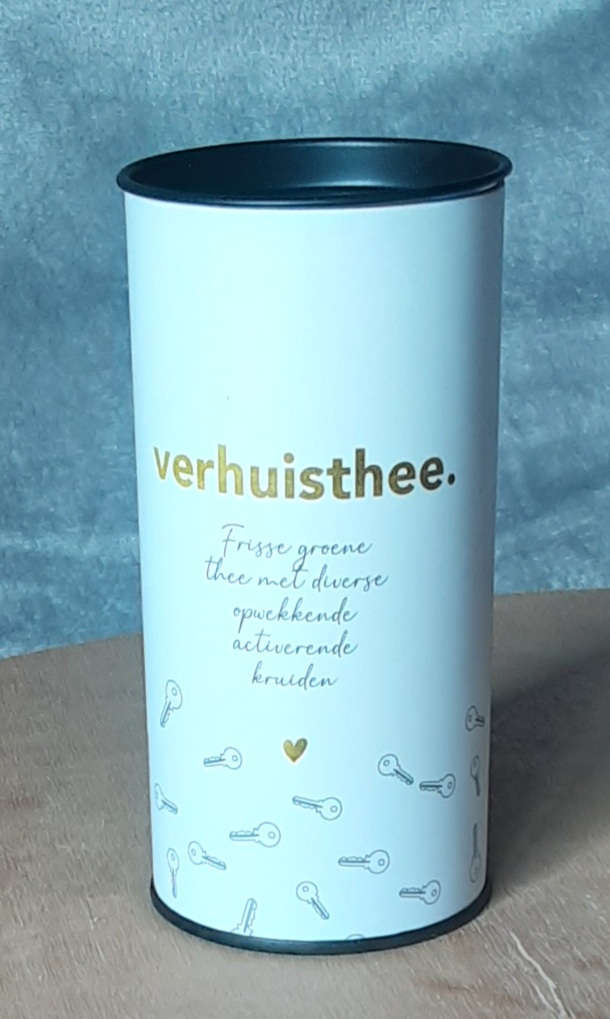 verhuisthee.
Frisse groene
thee met diverse
opwekkende
activerende
kruiden